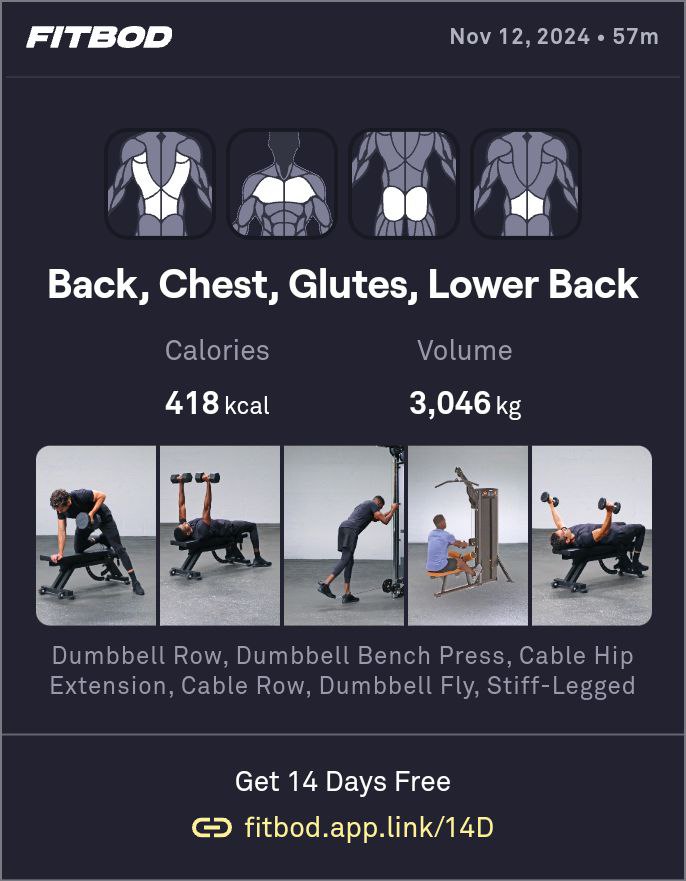 FITBOD
Nov 12, 2024 • 57m
Back, Chest, Glutes, Lower Back
Calories
Volume
418 kcal
3,046 kg
Dumbbell Row, Dumbbell Bench Press, Cable Hip
Extension, Cable Row, Dumbbell Fly, Stiff-Legged
Get 14 Days Free
fitbod.app.link/14D